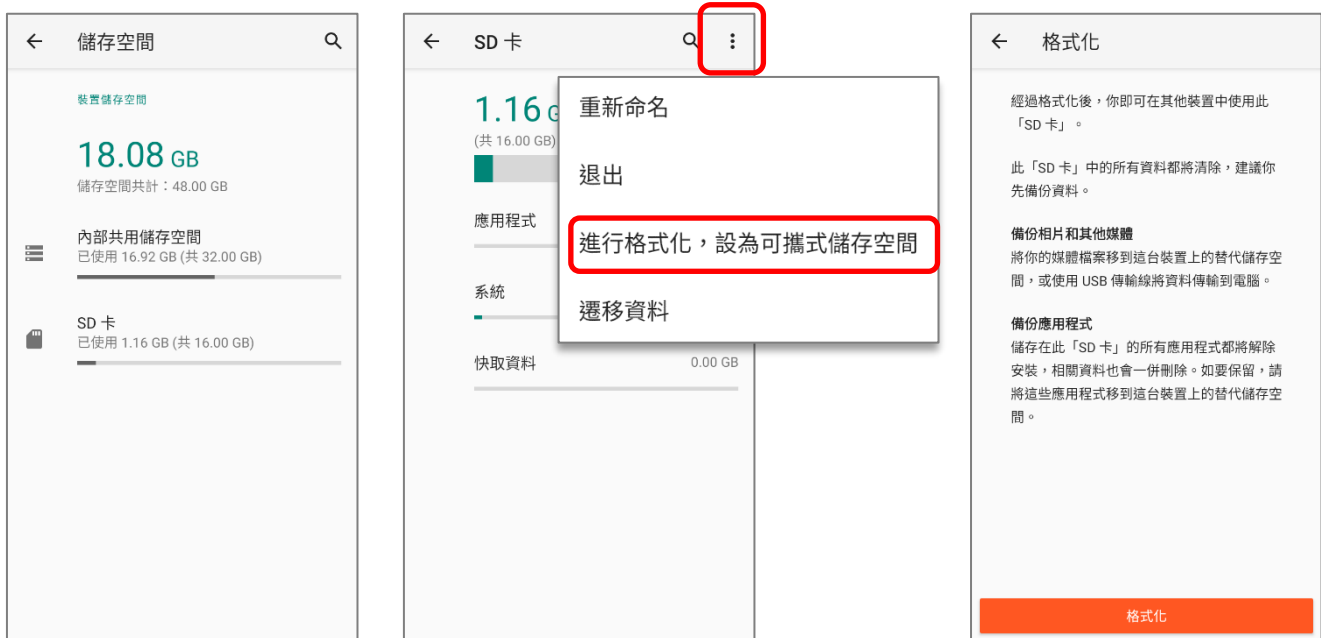 儲存空間
裝置儲存空間
18.08 GB
儲存空間共計：48.00 GB
內部共用儲存空間
已使用 16.92 GB (共 32.00 GB)
SD 卡
已使用 1.16 GB (共 16.00 GB)
SD 卡
1.16
(共 16.00 GB)
應用程式
系統
快取資料
0.00 GB
重新命名
退出
進行格式化，設為可攜式儲存空間
遷移資料
格式化
經過格式化後，你即可在其他裝置中使用此
「SD 卡」。
此「SD 卡」中的所有資料都將清除，建議你
先備份資料。
備份相片和其他媒體
將你的媒體檔案移到這台裝置上的替代儲存空
間，或使用 USB 傳輸線將資料傳輸到電腦。
備份應用程式
儲存在此「SD 卡」的所有應用程式都將解除
安裝，相關資料也會一併刪除。如要保留，請
將這些應用程式移到這台裝置上的替代儲存空
間。
格式化